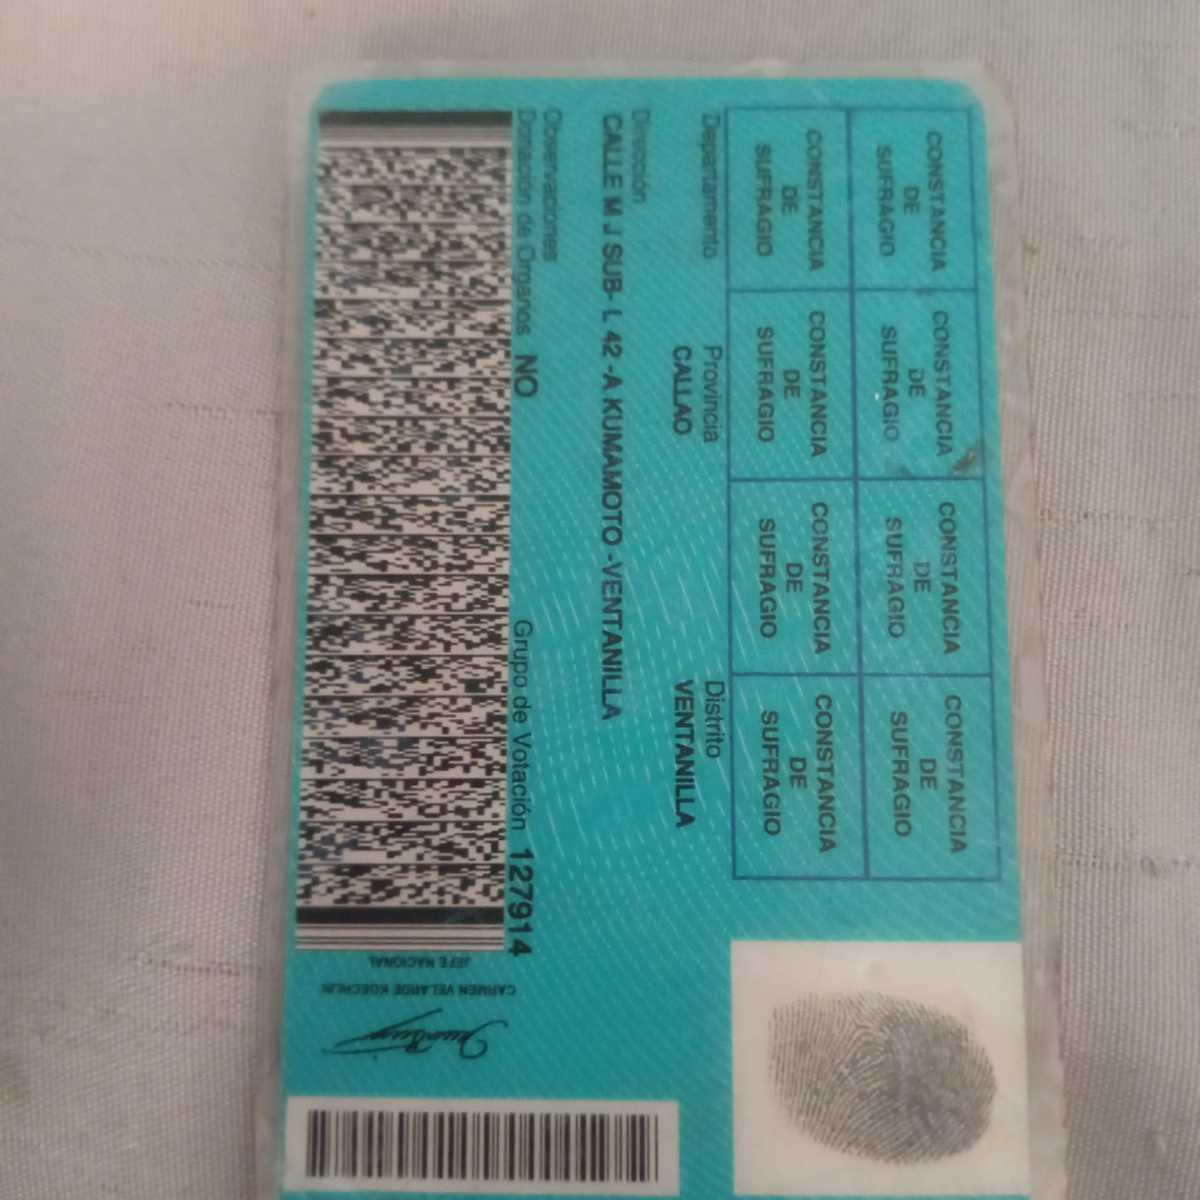 CONSTANCIA DE SUFRAGIO
CONSTANCIA DE SUFRAGIO
CONSTANCIA DE SUFRAGIO
CONSTANCIA DE SUFRAGIO
CONSTANCIA DE SUFRAGIO
CONSTANCIA DE SUFRAGIO
CONSTANCIA DE SUFRAGIO
CONSTANCIA DE SUFRAGIO
Departamento Provincia Distrito
CALLAO VENTANILLA
Dirección
CALLE M J SUB- L 42 -A KUMAMOTO -VENTANILLA
Observaciones
Donación de Organos NO Grupo de Votación 127914
CARMEN VELARDE KOECHLIN
JEFE NACIONAL